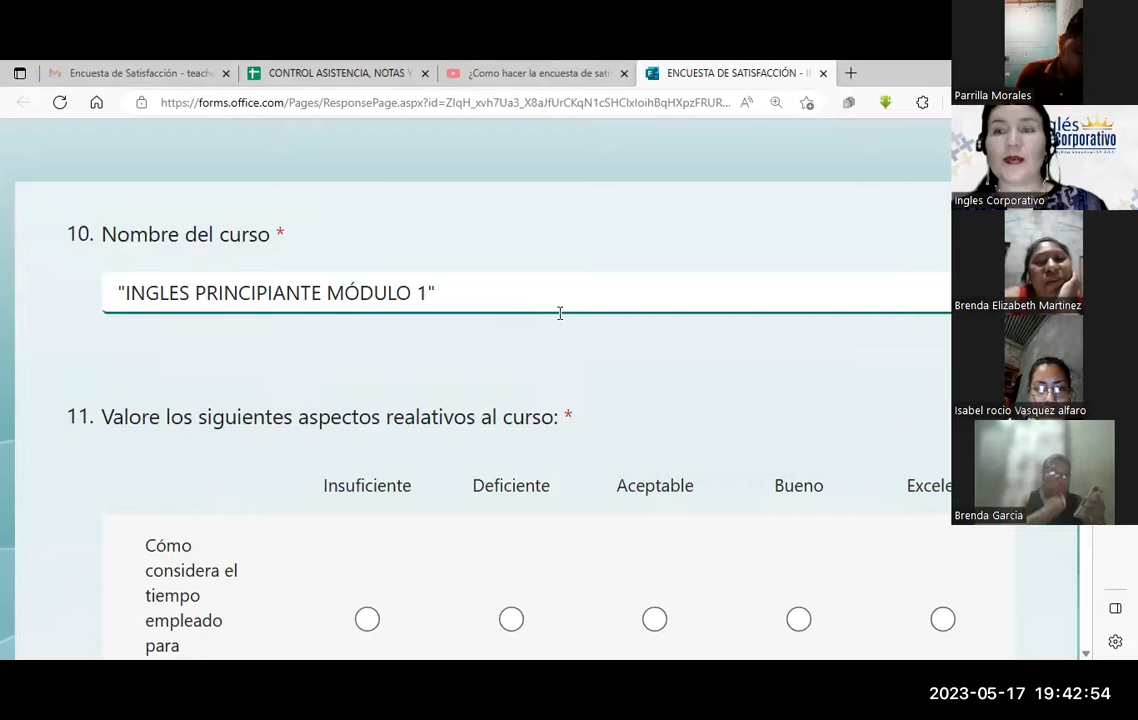 Encuesta de Satisfacción - teach
CONTROL ASISTENCIA, NOTAS Y
¿Como hacer la encuesta de sati
ENCUESTA DE SATISFACCIÓN - I
https://forms.office.com/Pages/ResponsePage.aspx?id=ZIqH_xvh7Ua3_X8aJfUrCKqN1cSHClxIoihBqHXpzFRUR...
10. Nombre del curso *
"INGLES PRINCIPIANTE MÓDULO 1"
11. Valore los siguientes aspectos realativos al curso: *
Insuficiente Deficiente Aceptable Bueno Excele
Cómo
considera el
tiempo
empleado
para
Parrilla Morales
glés
Corporativo
Ingles Corporativo
Brenda Elizabeth Martinez
Isabel rocio Vasquez alfaro
Brenda Garcia
2023-05-17 19:42:54